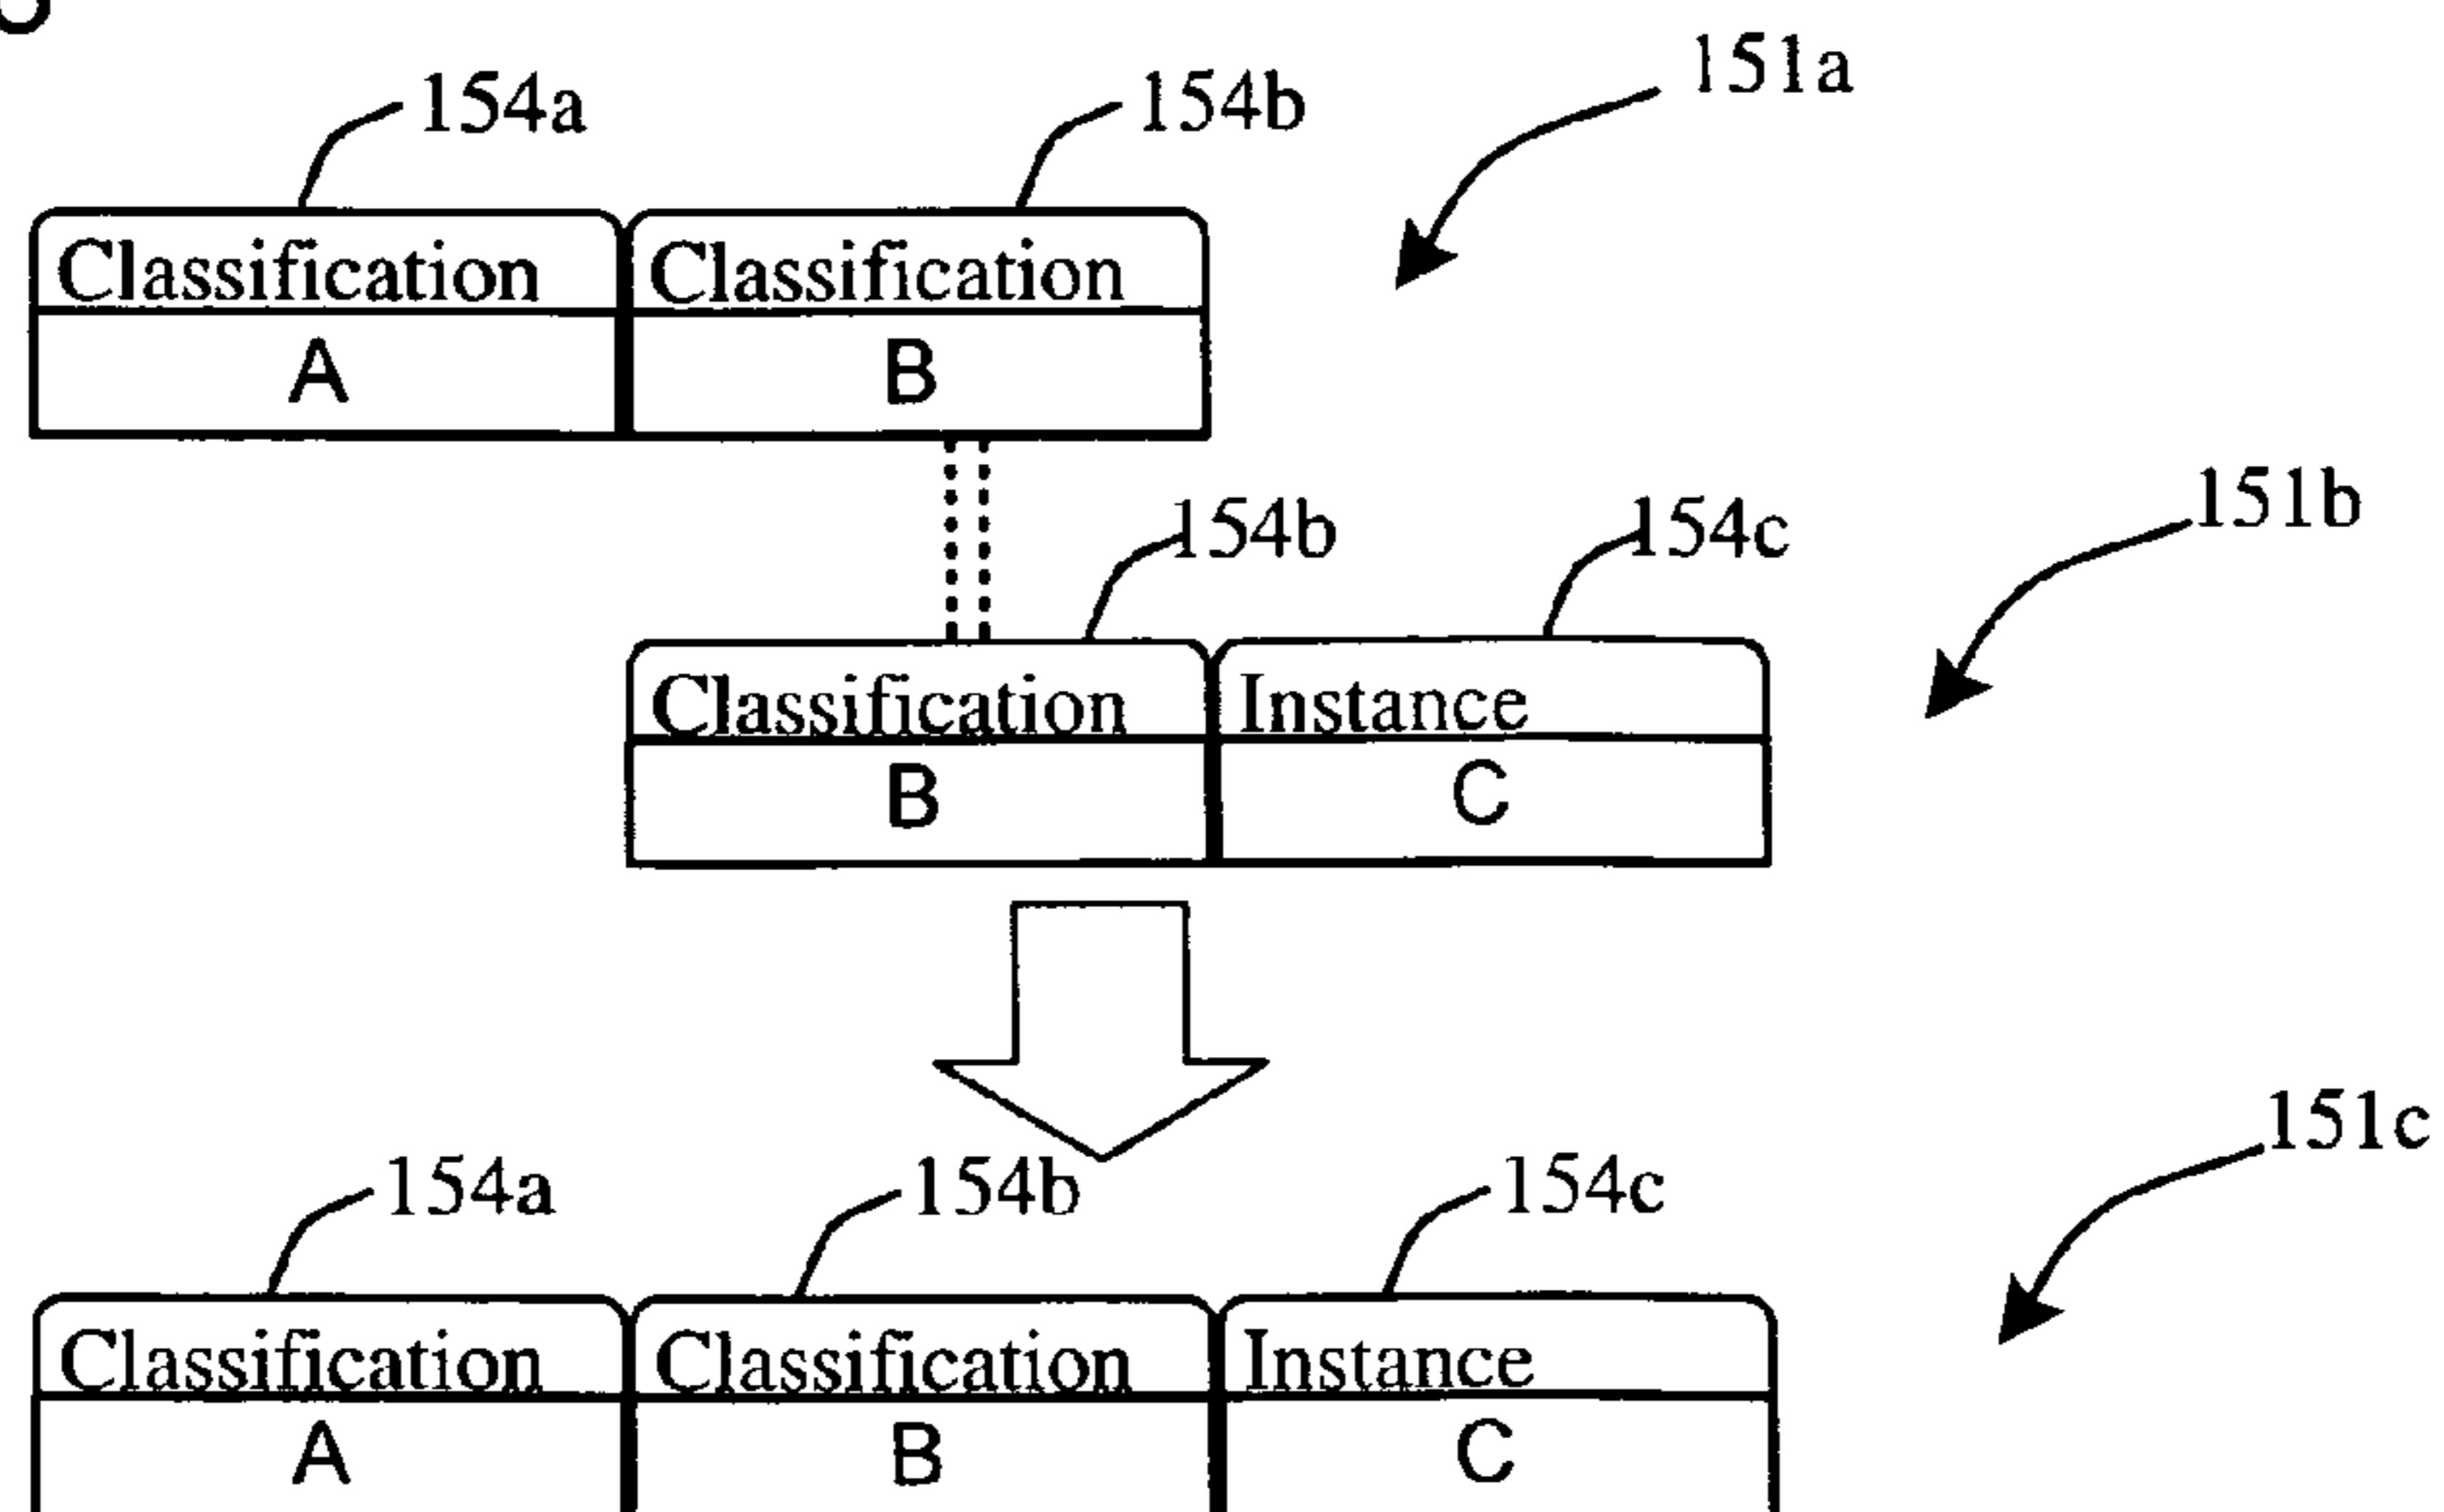 154a 154b 151a
Classification Classification
A B
154b 154c 151b
Classification Instance
B C
151c
154a 154b 154c
Classification Classification Instance
A B C